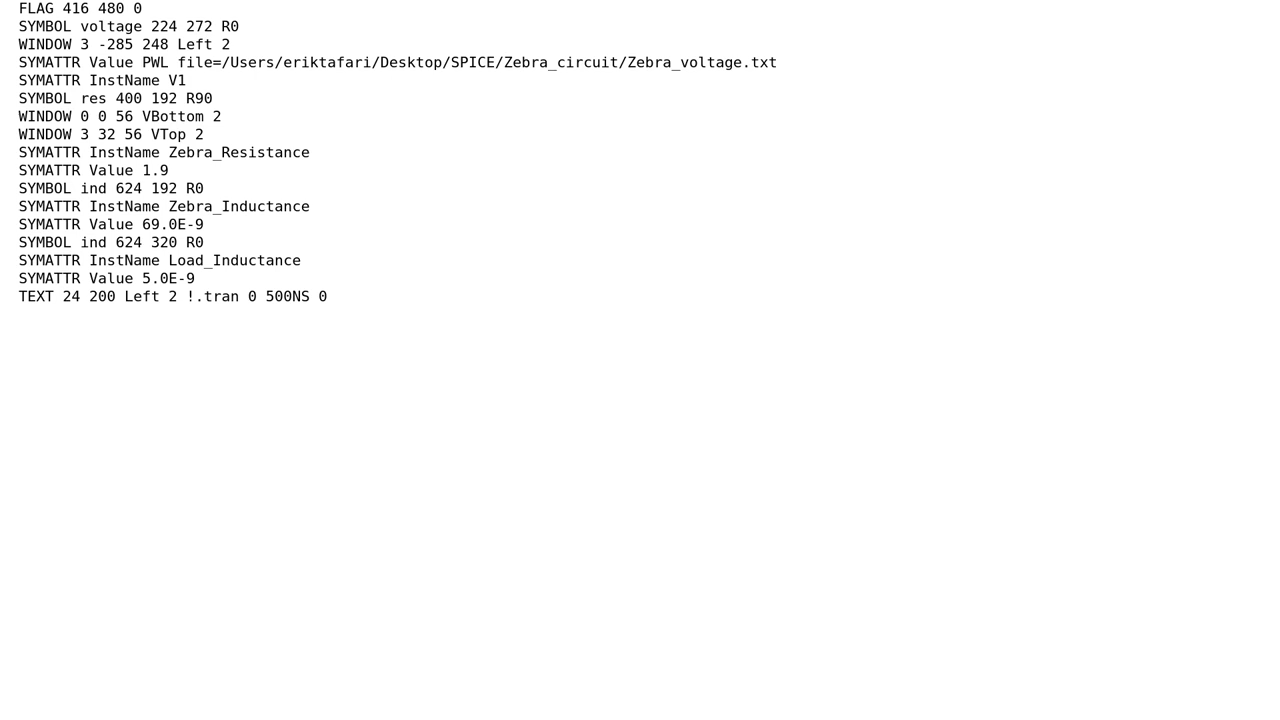 FLAG 416 480 0
SYMBOL voltage 224 272 R0
WINDOW 3 -285 248 Left 2
SYMATTR Value PWL file=/Users/eriktafari/Desktop/SPICE/Zebra_circuit/Zebra_voltage.txt
SYMATTR InstName V1
SYMBOL res 400 192 R90
WINDOW 0 0 56 VBottom 2
WINDOW 3 32 56 VTop 2
SYMATTR InstName Zebra_Resistance
SYMATTR Value 1.9
SYMBOL ind 624 192 R0
SYMATTR InstName Zebra_Inductance
SYMATTR Value 69.0E-9
SYMBOL ind 624 320 R0
SYMATTR InstName Load_Inductance
SYMATTR Value 5.0E-9
TEXT 24 200 Left 2 !.tran 0 500NS 0